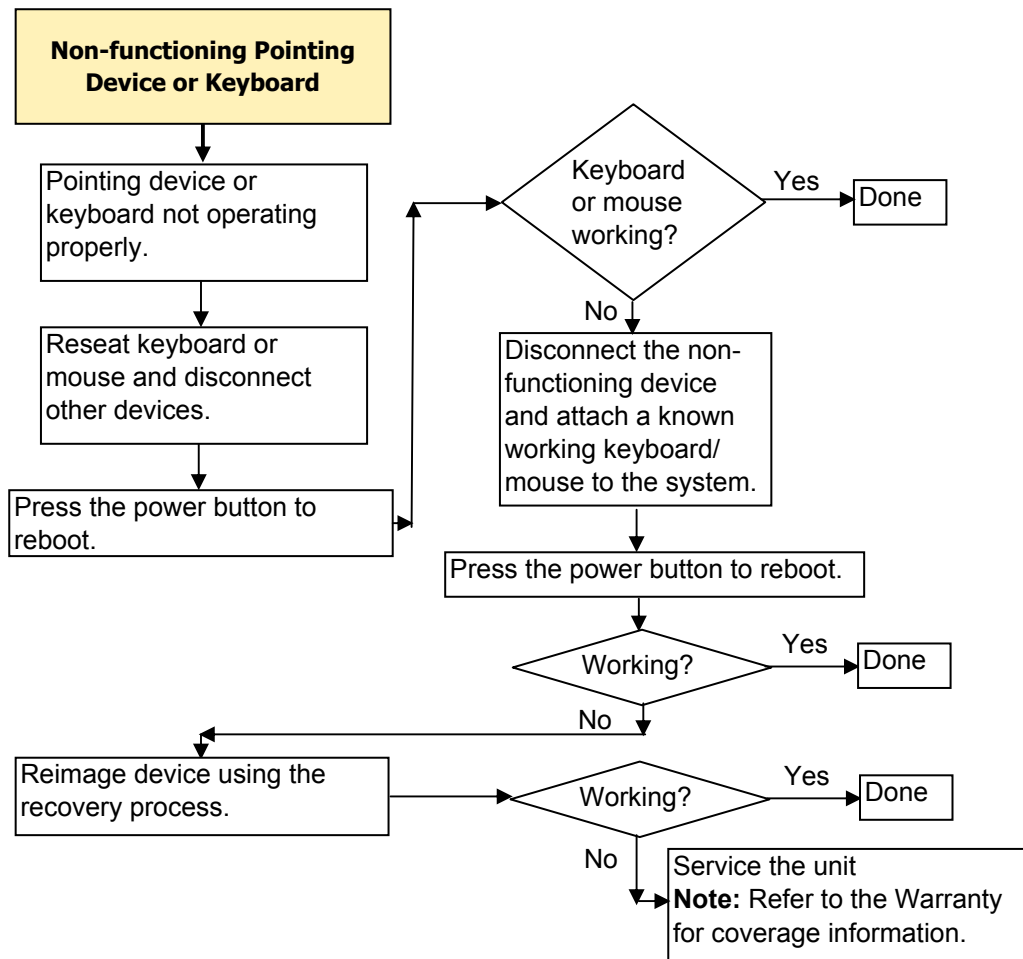 Non-functioning Pointing
Device or Keyboard
Pointing device or
keyboard not operating
properly.
Reseat keyboard or
mouse and disconnect
other devices.
Press the power button to
reboot.
Keyboard
or mouse
working?
Yes
Done
No
Disconnect the non-
functioning device
and attach a known
working keyboard/
mouse to the system.
Press the power button to reboot.
Working?
Yes
Done
No
Reimage device using the
recovery process.
Working?
Yes
Done
No
Service the unit
Note: Refer to the Warranty
for coverage information.